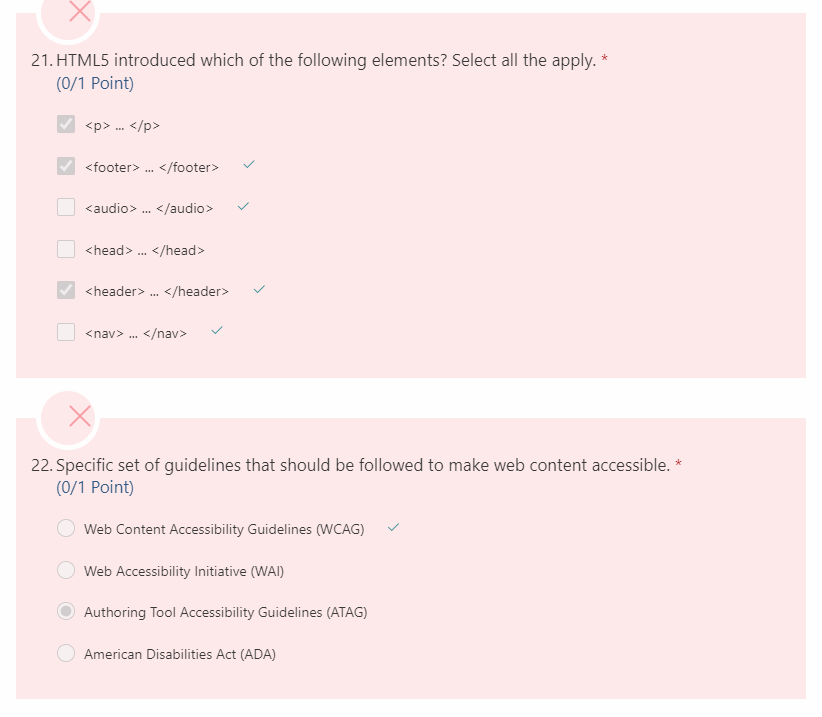 21. HTML5 introduced which of the following elements? Select all the apply. *
(0/1 Point)
<p> ... </p>
<footer> ... </footer>
<audio> ... </audio>
<head> ... </head>
<header> ... </header>
<nav> ... </nav>
22. Specific set of guidelines that should be followed to make web content accessible. *
(0/1 Point)
Web Content Accessibility Guidelines (WCAG)
Web Accessibility Initiative (WAI)
Authoring Tool Accessibility Guidelines (ATAG)
American Disabilities Act (ADA)